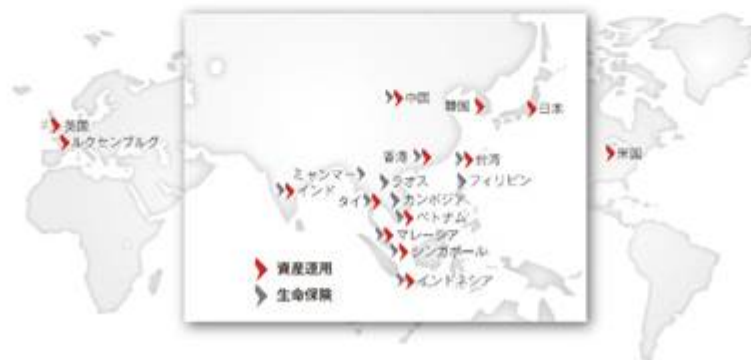 中国
韓国
日本
英国
ルクセンブルグ
香港
台湾
米国
ミャンマー
ラオス
フィリピン
インド
タイ
カンボジア
ベトナム
マレーシア
シンガポール
資産運用
インドネシア
生命保険